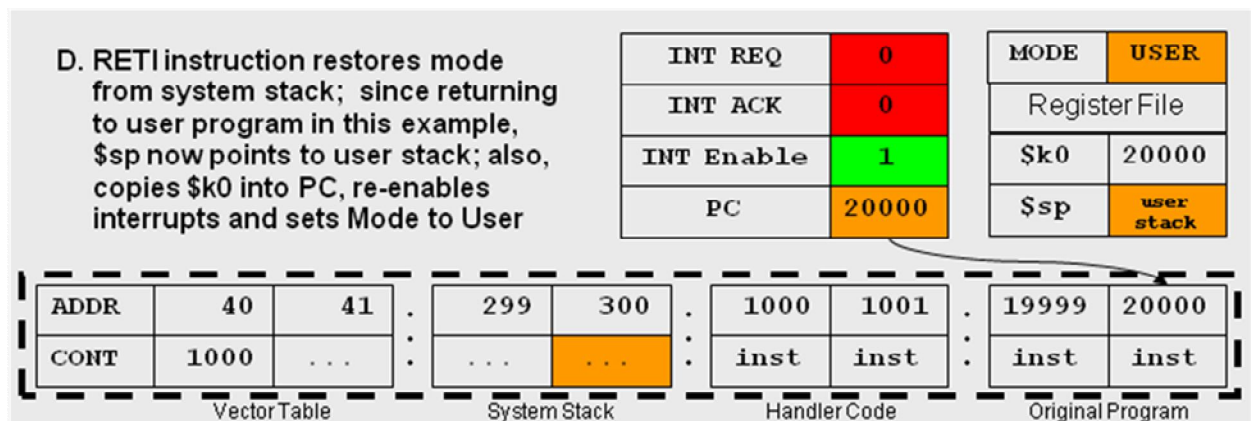 D. RETI instruction restores mode
from system stack; since returning
to user program in this example,
$sp now points to user stack; also,
copies $k0 into PC, re-enables
interrupts and sets Mode to User
INT REQ 0
INT ACK 0
INT Enable 1
PC 20000
MODE USER
Register File
$k0 20000
$sp user
stack
ADDR 40 41 . 299 300 . 1000 1001 . 19999 20000
CONT 1000 ... : ... ... : inst inst : inst inst
Vector Table System Stack Handler Code Original Program